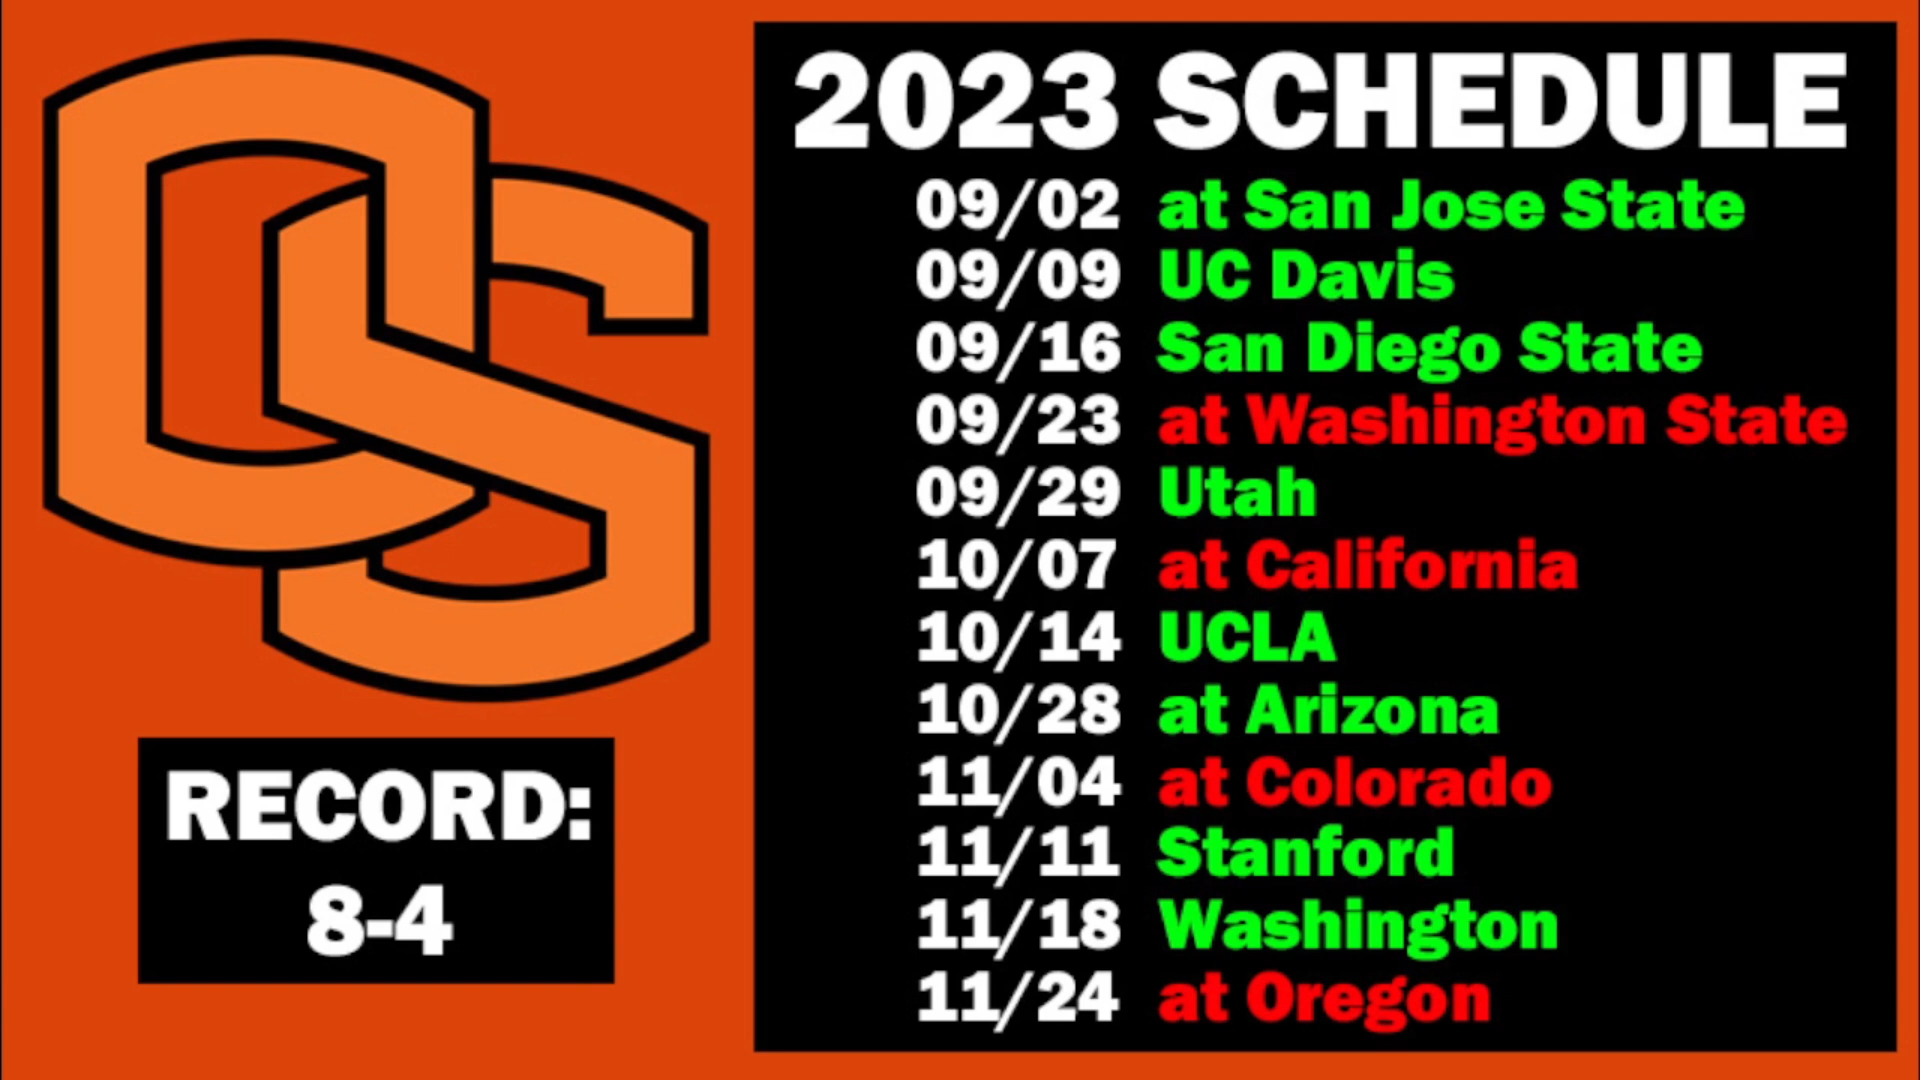 OS
RECORD:
8-4
2023 SCHEDULE
09/02 at San Jose State
09/09 UC Davis
09/16 San Diego State
09/23 at Washington State
09/29 Utah
10/07 at California
10/14 UCLA
10/28 at Arizona
11/04 at Colorado
11/11 Stanford
11/18 Washington
11/24 at Oregon